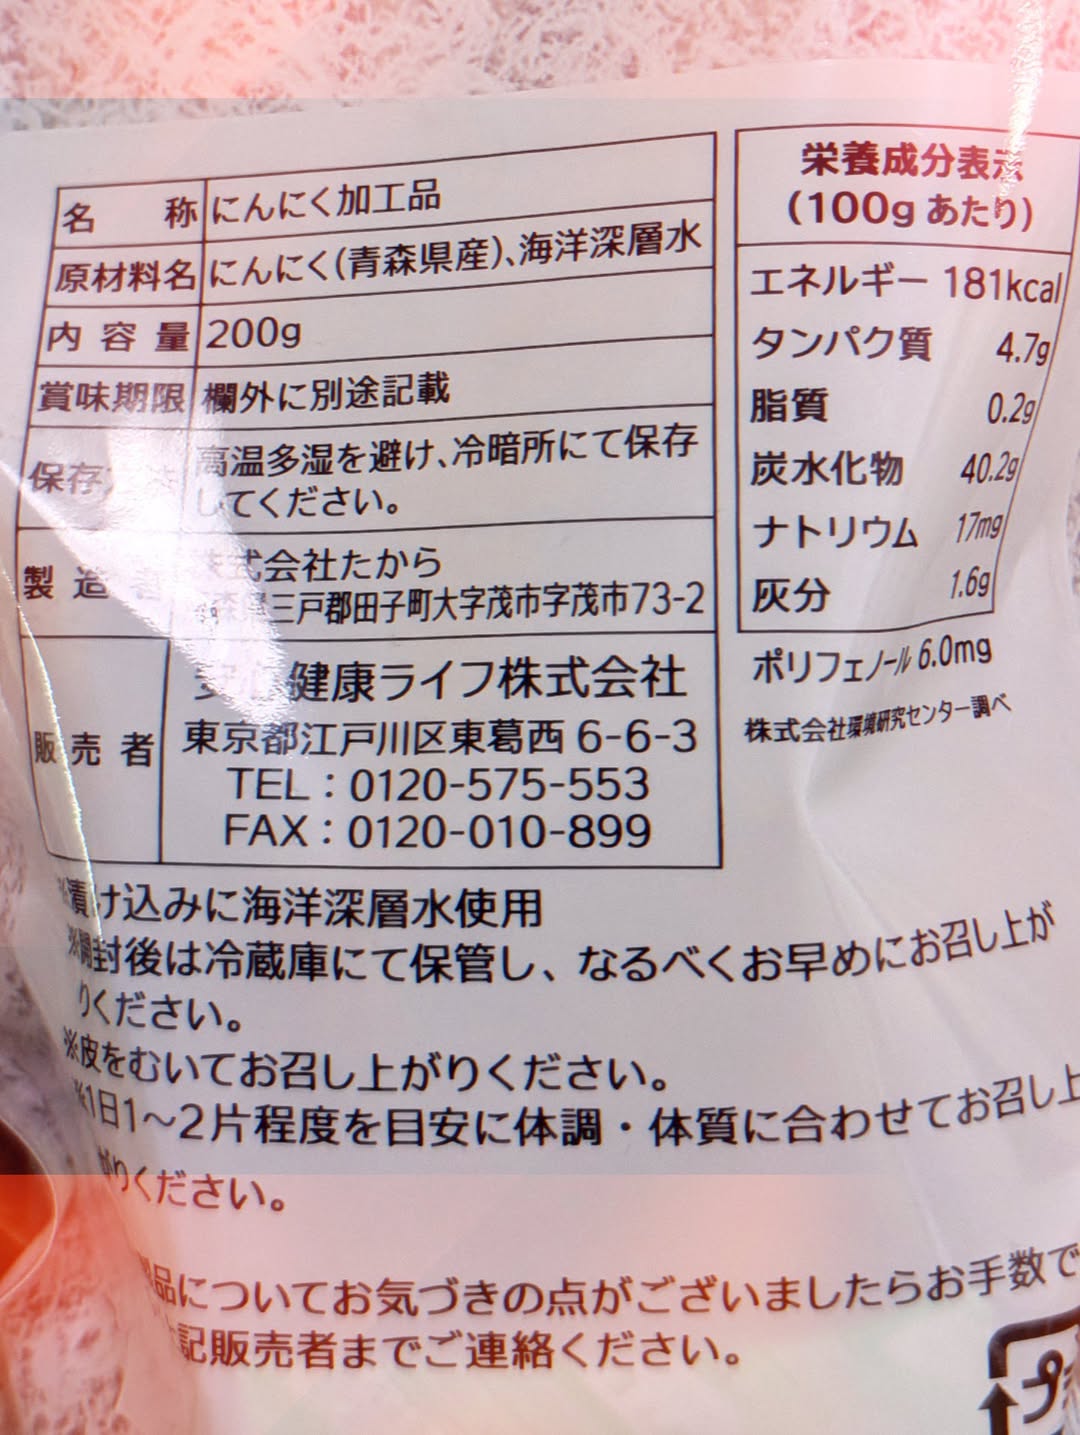 名 称 にんにく加工品
原材料名 にんにく(青森県産)、海洋深層水
内容量 200g
賞味期限 欄外に別途記載
保存 高温多湿を避け、冷暗所にて保存
してください。
製造者 式会社たから
三戸郡田子町大字茂市字茂市73-2
販売者 健康ライフ株式会社
東京都江戸川区東葛西 6-6-3
TEL：0120-575-553
FAX：0120-010-899
栄養成分表示
(100gあたり)
エネルギー 181kcal
タンパク質 4.7g
脂質 0.2g
炭水化物 40.2g
ナトリウム 17mg
灰分 1.6g
ポリフェノール 6.0mg
株式会社環境研究センター調べ
漬け込みに海洋深層水使用
※開封後は冷蔵庫にて保管し、なるべくお早めにお召し上が
りください。
※皮をむいてお召し上がりください。
※1日1～2片程度を目安に体調・体質に合わせてお召し上
がりください。
品についてお気づきの点がございましたらお手数で
記販売者までご連絡ください。
プ